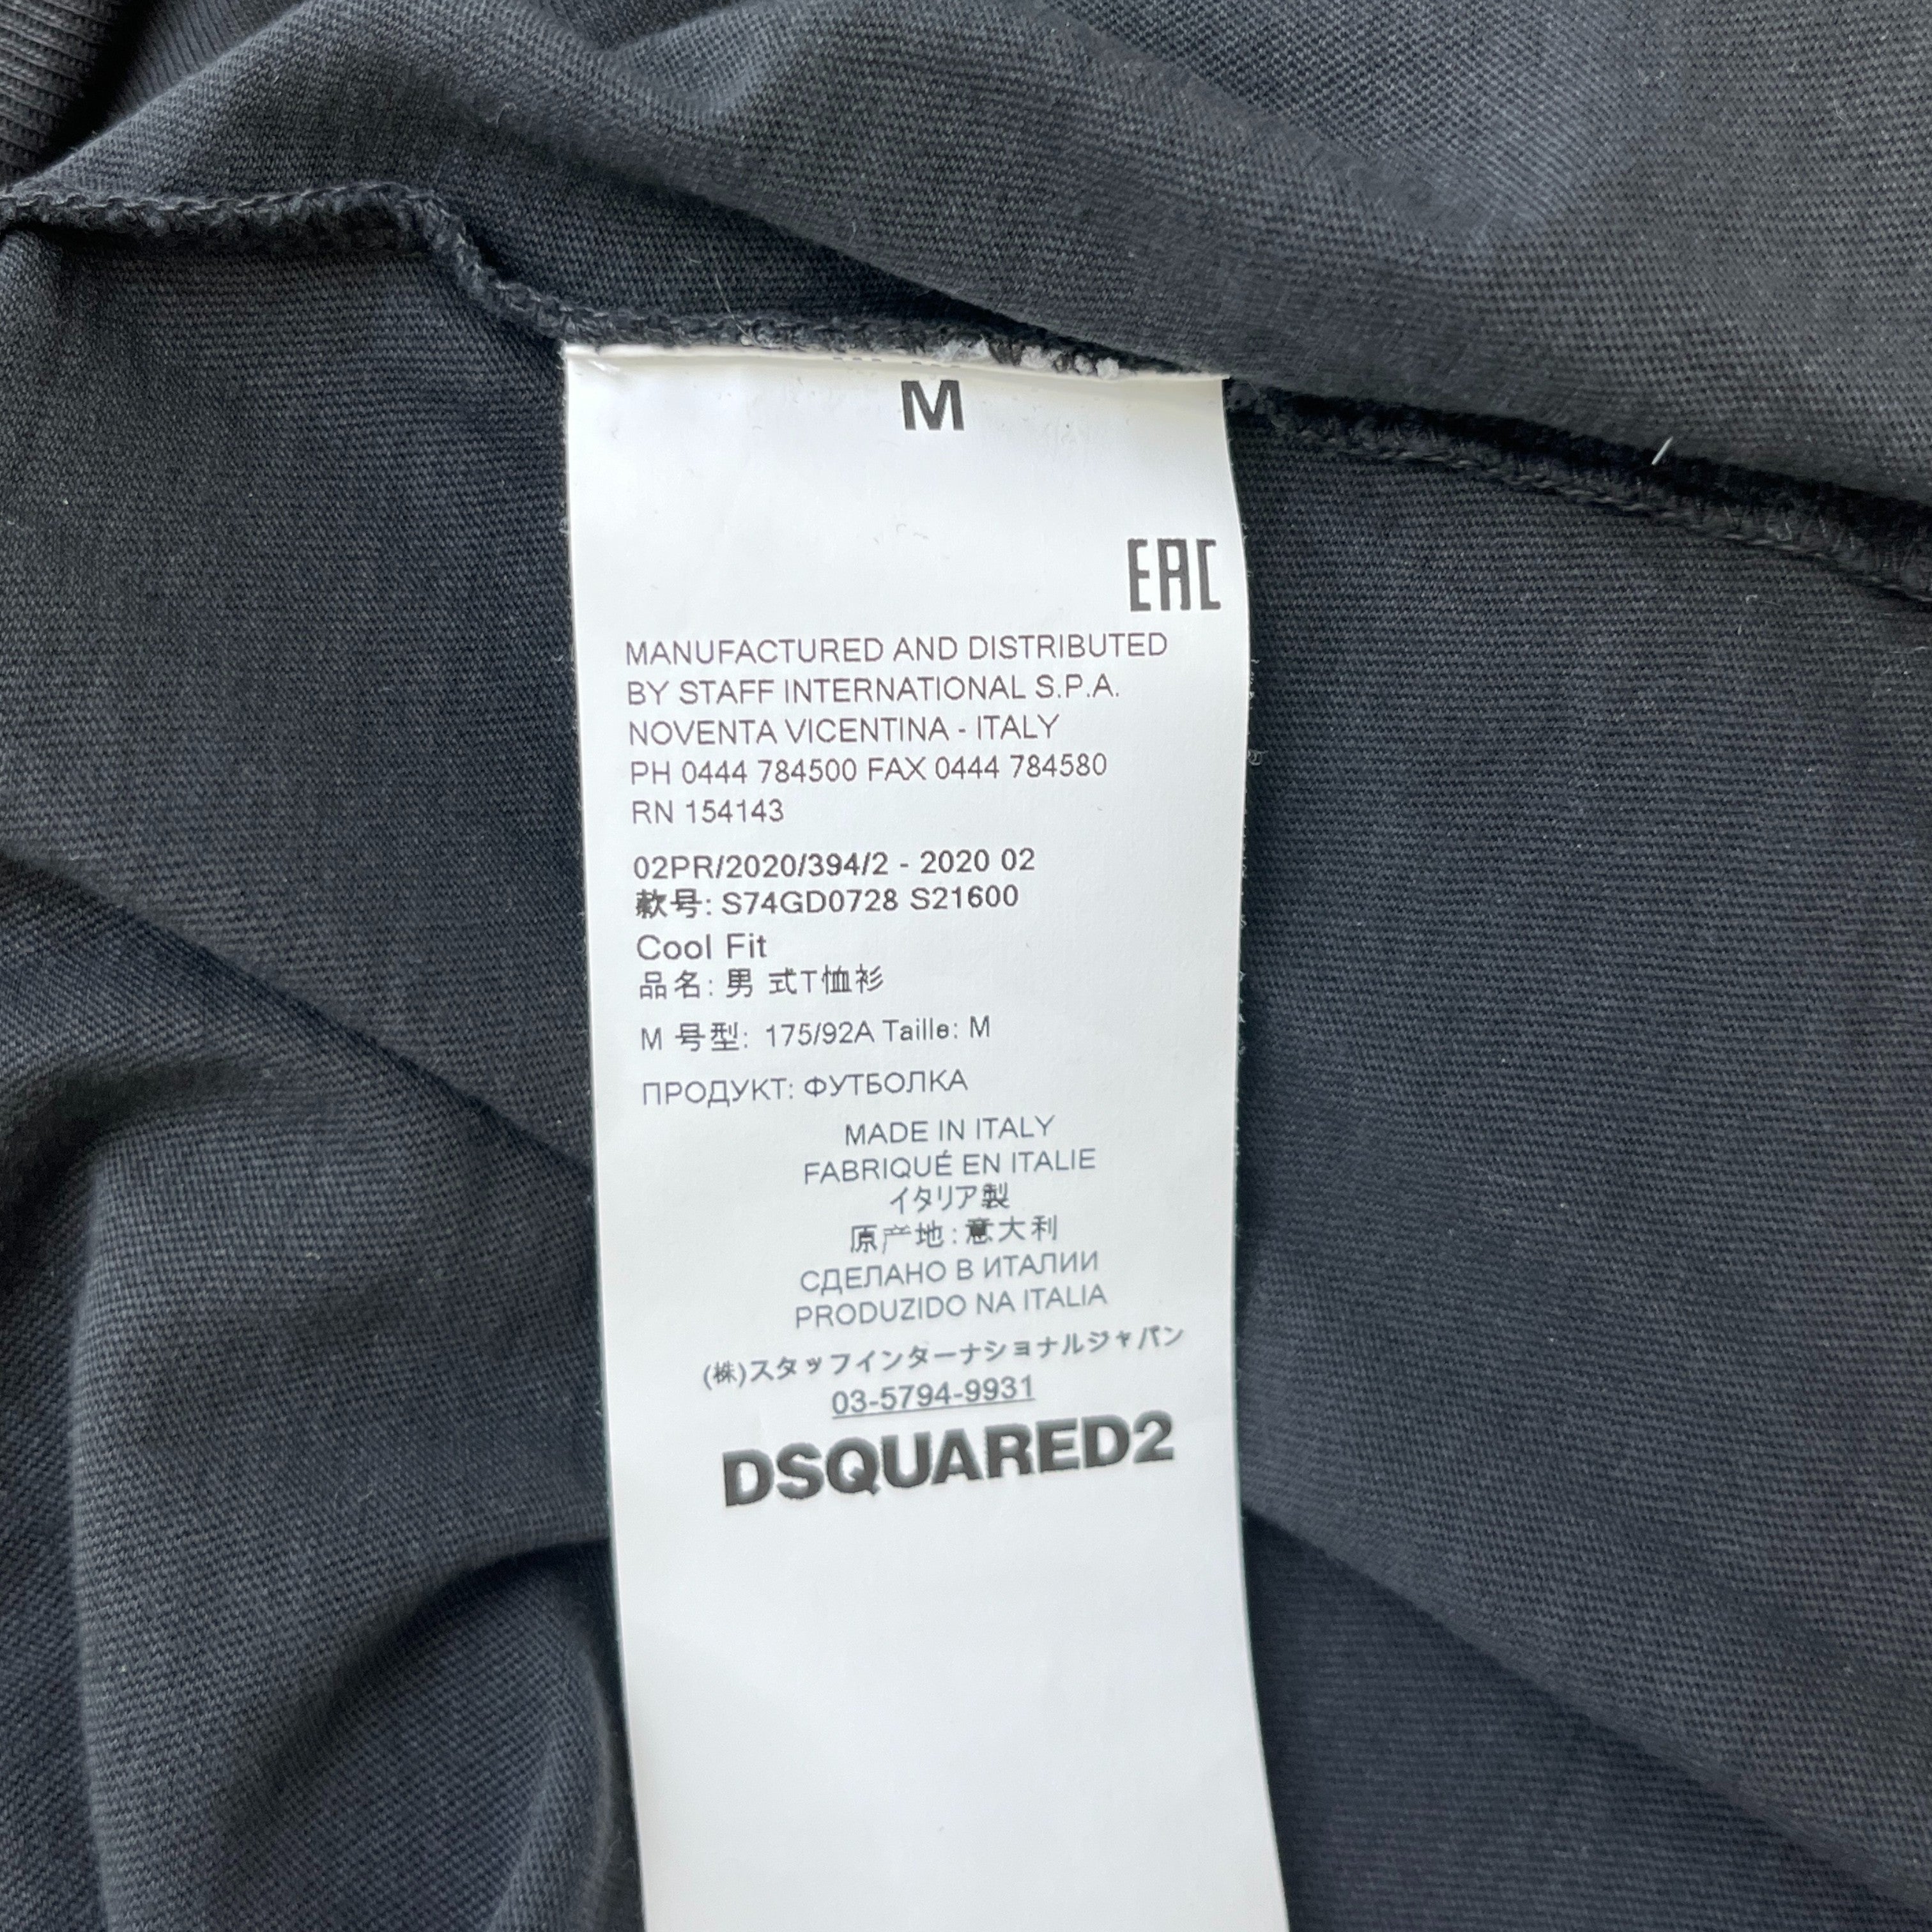 M
EAC
MANUFACTURED AND DISTRIBUTED
BY STAFF INTERNATIONAL S.P.A.
NOVENTA VICENTINA - ITALY
PH 0444 784500 FAX 0444 784580
RN 154143
02PR/2020/394/2 - 2020 02
款号: S74GD0728 S21600
Cool Fit
品名: 男 式T恤衫
M 号型: 175/92A Taille: M
ПРОДУКТ: ФУТБОЛКА
MADE IN ITALY
FABRIQUÉ EN ITALIE
イタリア製
原产地: 意大利
СДЕЛАНО В ИТАЛИИ
PRODUZIDO NA ITALIA
(株)スタッフインターナショナルジャパン
03-5794-9931
DSQUARED2